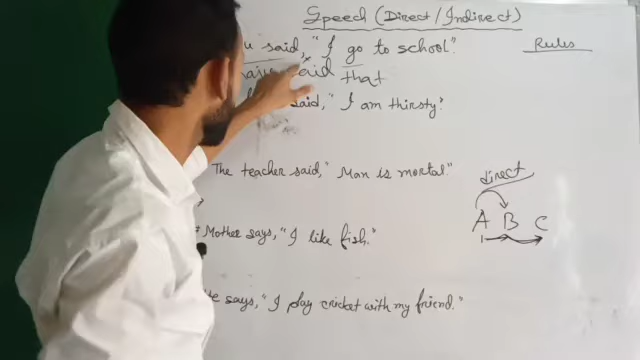 Speech (Direct/Indirect)
said, "I go to school"
Rules
said that
said, "I am thirsty"
The teacher said, "Man is mortal."
direct
A B C
Mother says, "I like fish."
says, "I play cricket with my friend."